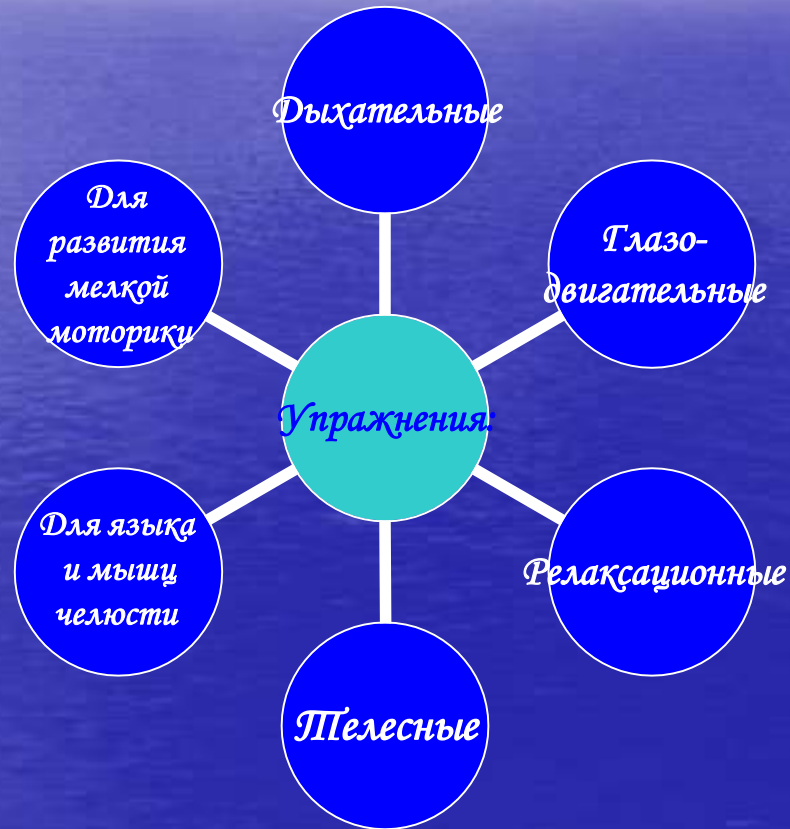 Дыхательные
Для
развития
мелкой
моторики
Глазо-
двигательные
Упражнения:
Для языка
и мышц
челюсти
Релаксационные
Телесные